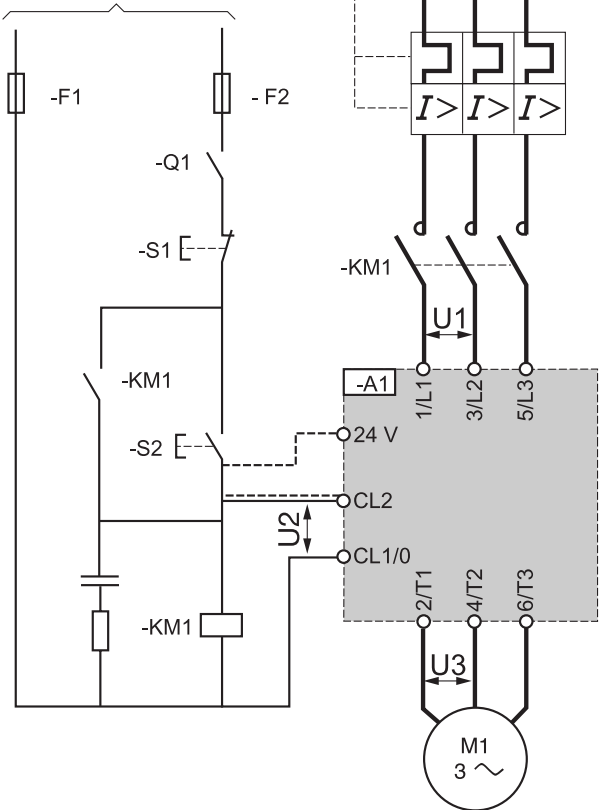 -F1
- F2
I> I> I>
-Q1
-S1
-KM1
U1
-KM1
-A1
1/L1
3/L2
5/L3
-S2
24 V
CL2
U2
CL1/0
2/T1
4/T2
6/T3
-KM1
U3
M1
3